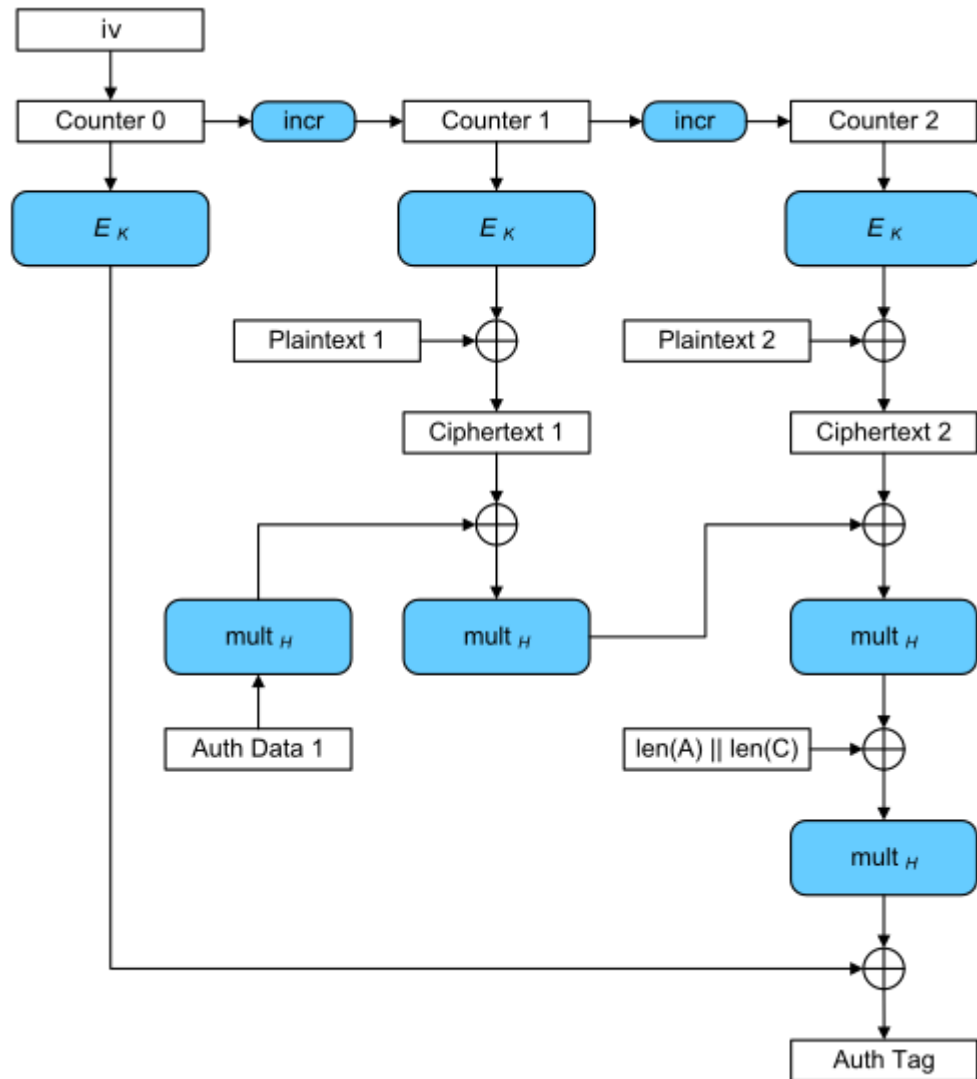 iv
Counter 0
incr
Counter 1
incr
Counter 2
E K
E K
E K
Plaintext 1
Plaintext 2
Ciphertext 1
Ciphertext 2
mult H
mult H
mult H
Auth Data 1
len(A) || len(C)
mult H
Auth Tag